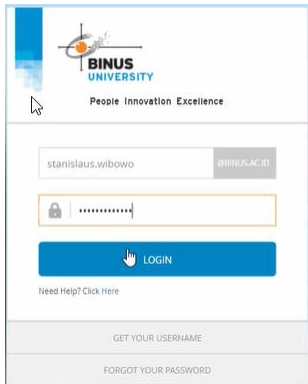 BINUS
UNIVERSITY
People Innovation Excellence
stanislaus.wibowo
@BINUS.AC.ID
•••••••••••••
LOGIN
Need Help? Click Here
GET YOUR USERNAME
FORGOT YOUR PASSWORD